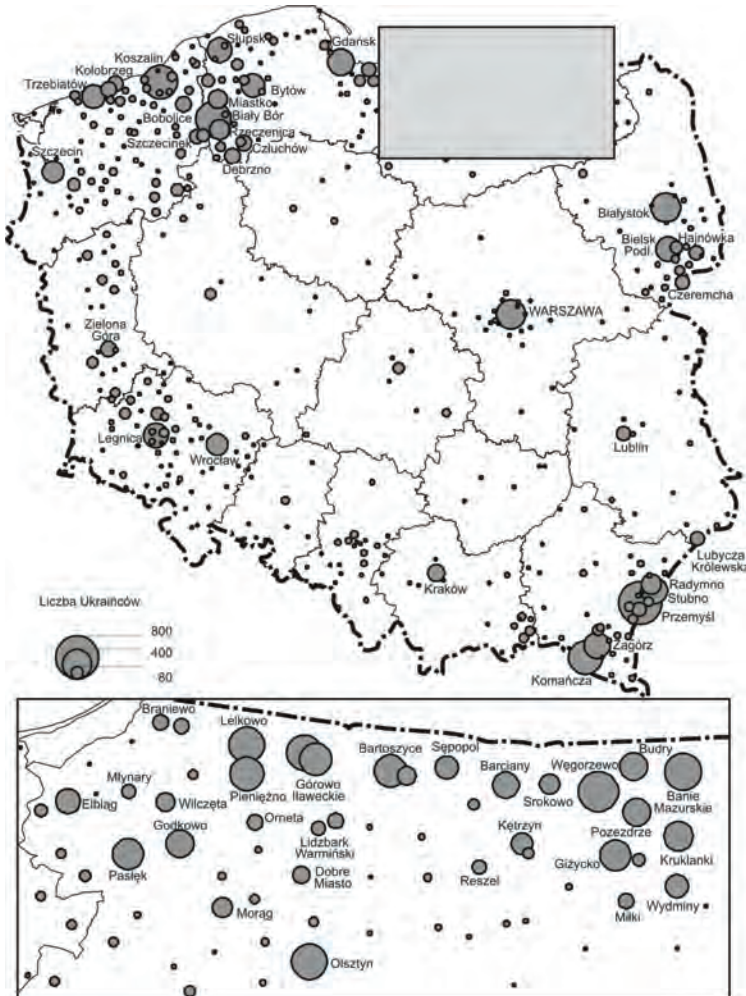 Słupsk
Gdańsk
Koszalin
Kołobrzeg
Trzebiatów
Bytów
Miastko
Bobolice
Biały Bór
Rzeczenica
Szczecinek
Człuchów
Szczecin
Debrzno
Białystok
Bielsk
Podl.
Hajnówka
Czeremcha
WARSZAWA
Zielona
Góra
Legnica
Wrocław
Lublin
Lubycza
Królewska
Kraków
Radymno
Stubno
Przemyśl
Zagórz
Komańcza
Liczba Ukraińców
800
400
80
Braniewo
Lelkowo
Bartoszyce
Sępopol
Barciany
Węgorzewo
Budry
Młynary
Pieniężno
Górowo
Iławeckie
Srokowo
Banie
Mazurskie
Elbląg
Wilczęta
Godkowo
Orneta
Lidzbark
Warmiński
Kętrzyn
Pozezdrze
Giżycko
Kruklanki
Pasłęk
Dobre
Miasto
Reszel
Morąg
Miłki
Wydminy
Olsztyn